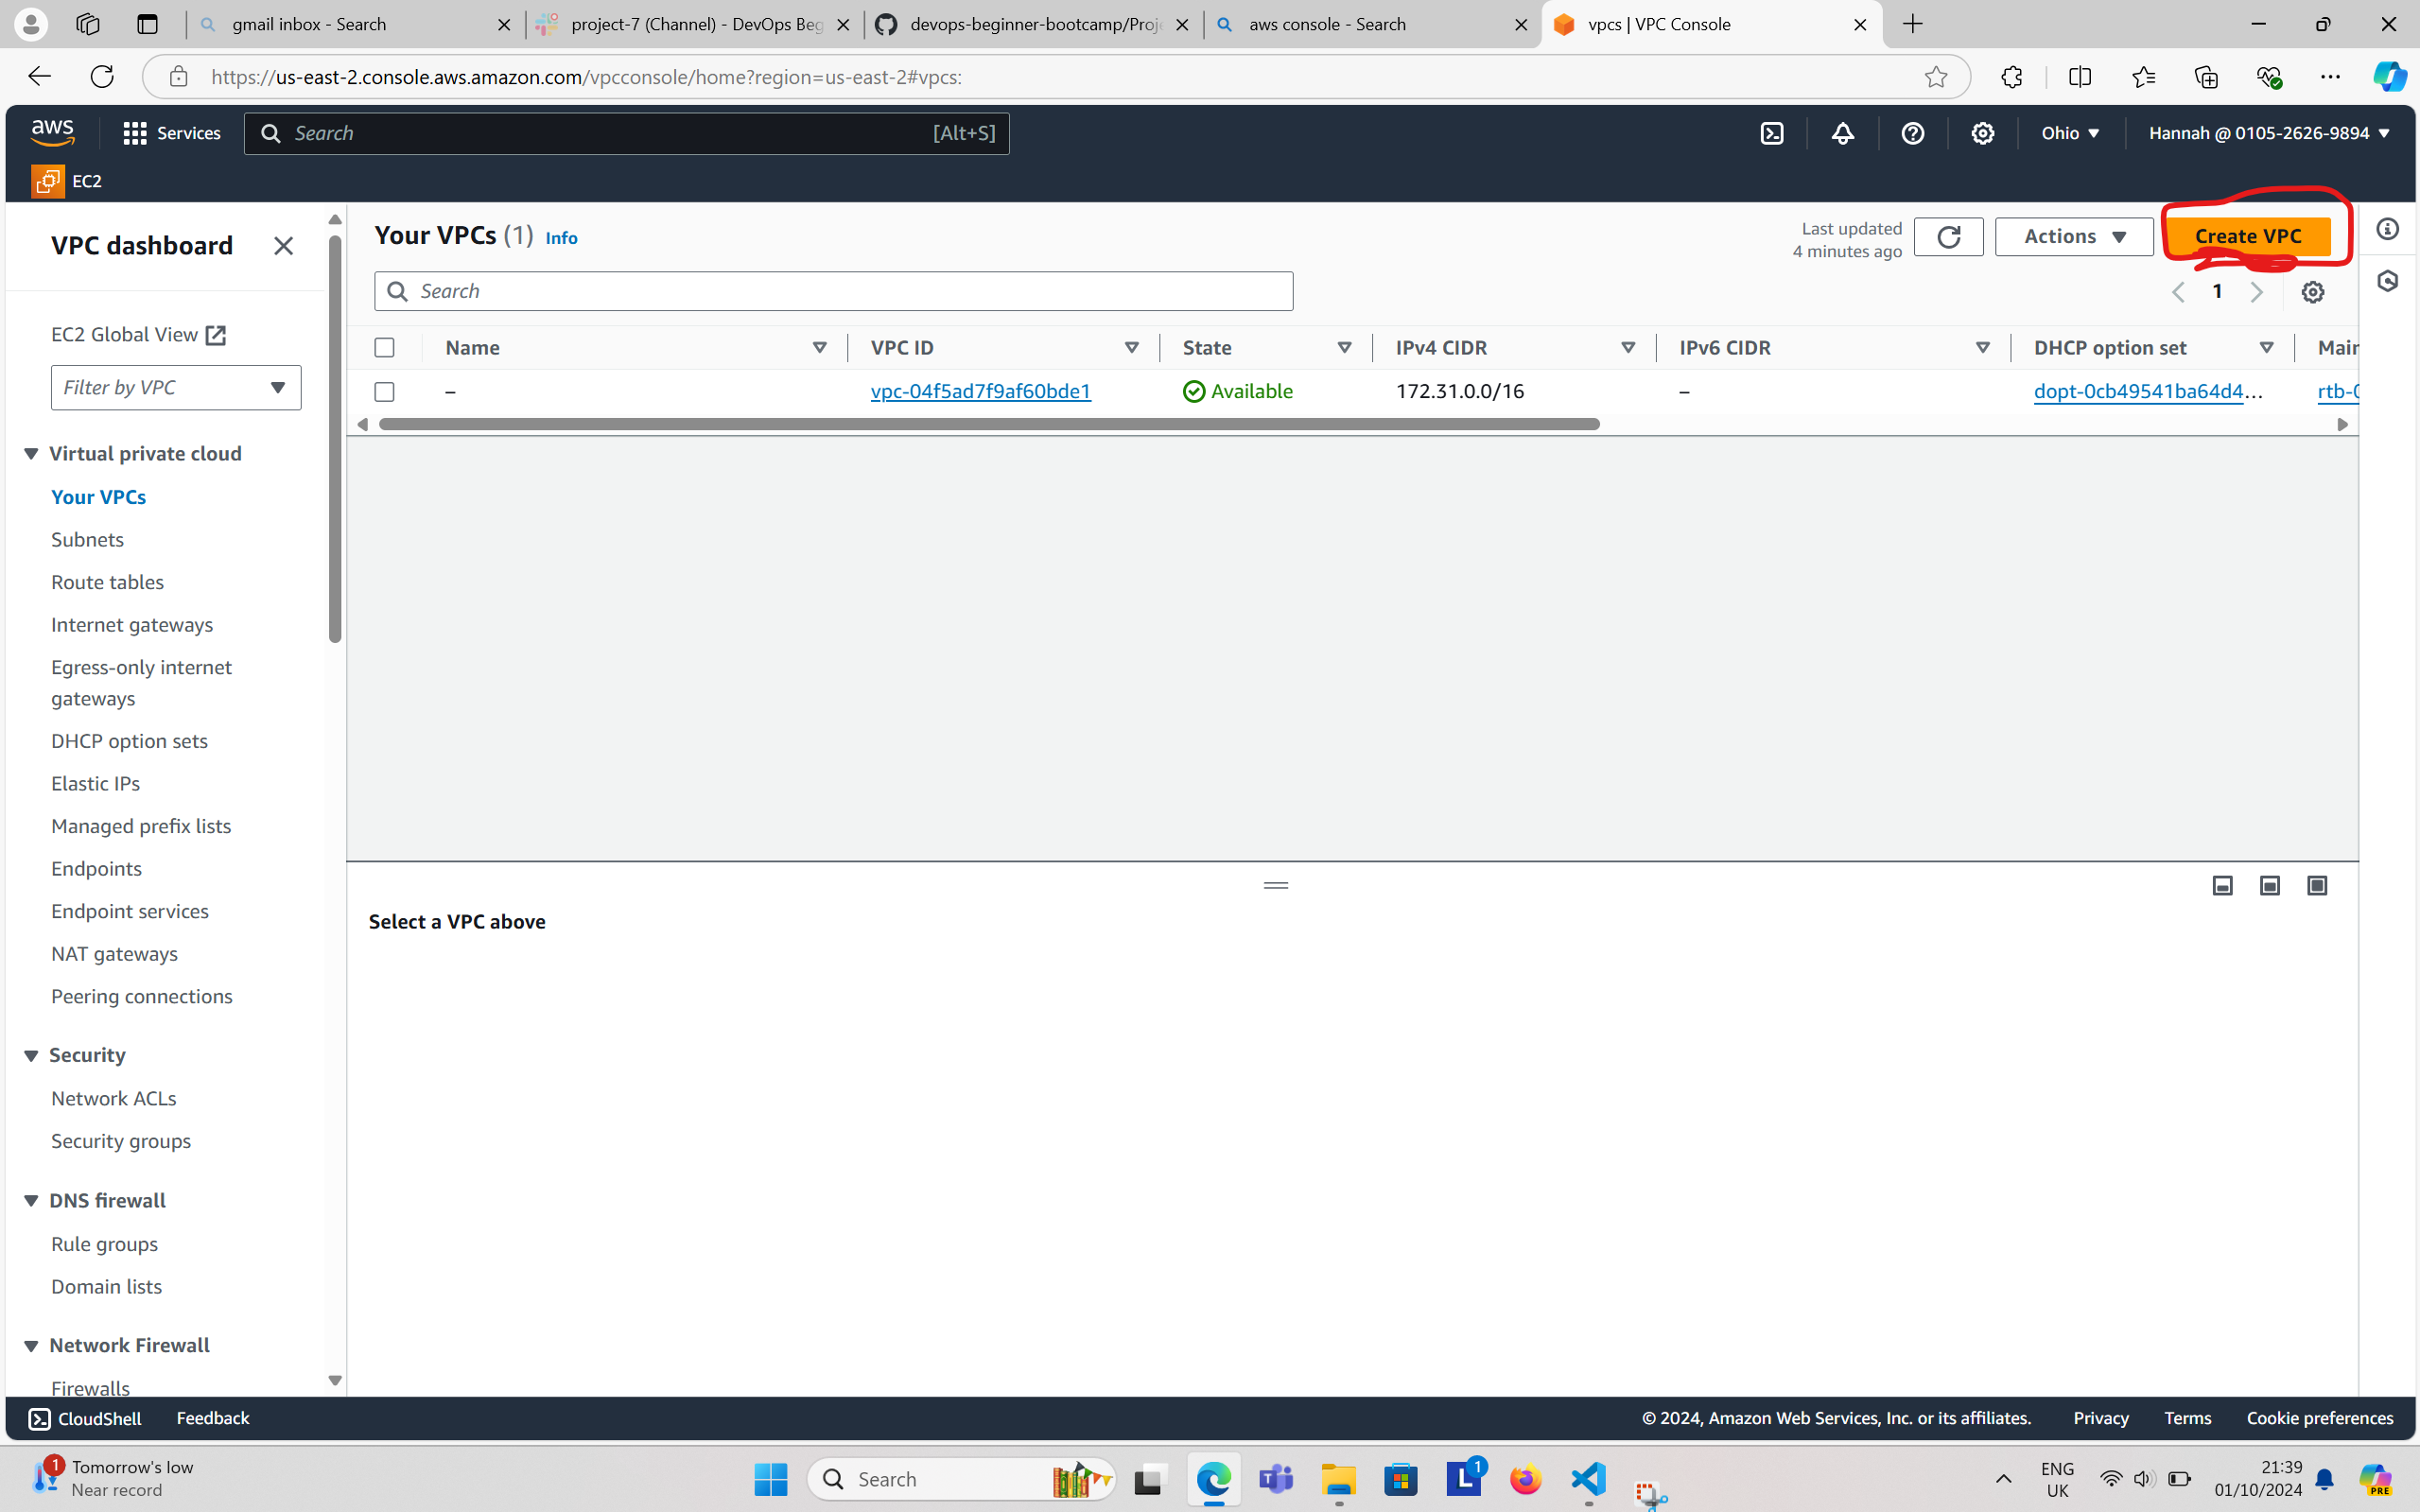 gmail inbox - Search
project-7 (Channel) - DevOps Beg
devops-beginner-bootcamp/Proje
aws console - Search
vpcs | VPC Console
https://us-east-2.console.aws.amazon.com/vpcconsole/home?region=us-east-2#vpcs:
aws
Services
Search
[Alt+S]
Ohio
Hannah @ 0105-2626-9894
EC2
VPC dashboard
EC2 Global View
Filter by VPC
Virtual private cloud
Your VPCs
Subnets
Route tables
Internet gateways
Egress-only internet
gateways
DHCP option sets
Elastic IPs
Managed prefix lists
Endpoints
Endpoint services
NAT gateways
Peering connections
Security
Network ACLs
Security groups
DNS firewall
Rule groups
Domain lists
Network Firewall
Firewalls
Your VPCs (1) Info
Last updated
4 minutes ago
Actions
Create VPC
Search
1
Name VPC ID State IPv4 CIDR IPv6 CIDR DHCP option set Main
– vpc-04f5ad7f9af60bde1 Available 172.31.0.0/16 – dopt-0cb49541ba64d4... rtb-0
Select a VPC above
CloudShell Feedback
© 2024, Amazon Web Services, Inc. or its affiliates. Privacy Terms Cookie preferences
1
Tomorrow's low
Near record
Search
L
1
ENG
UK
21:39
01/10/2024
PRE